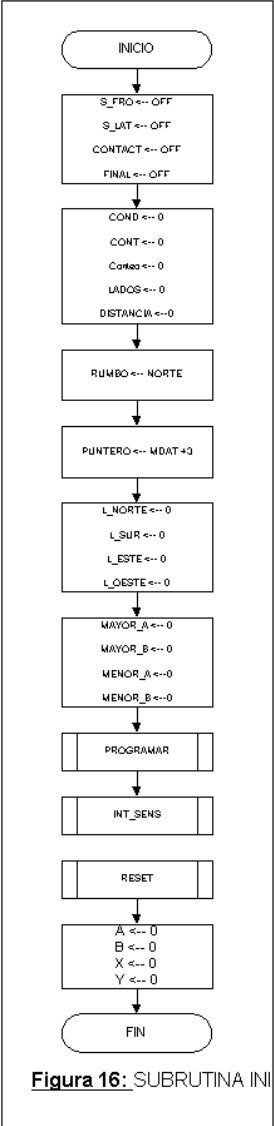 INICIO
S_FRO <-- OFF
S_LAT <-- OFF
CONTACT <-- OFF
FINAL <-- OFF
COND <-- 0
CONT <-- 0
Conteo <-- 0
LADOS <-- 0
DISTANCIA <--0
RUMBO <-- NORTE
PUNTERO <-- MDAT +3
L_NORTE <-- 0
L_SUR <-- 0
L_ESTE <-- 0
L_OESTE <-- 0
MAYOR_A <-- 0
MAYOR_B <--0
MENOR_A <--0
MENOR_B <--0
PROGRAMAR
INT_SENS
RESET
A <-- 0
B <-- 0
X <-- 0
Y <-- 0
FIN
Figura 16: SUBRUTINA INI